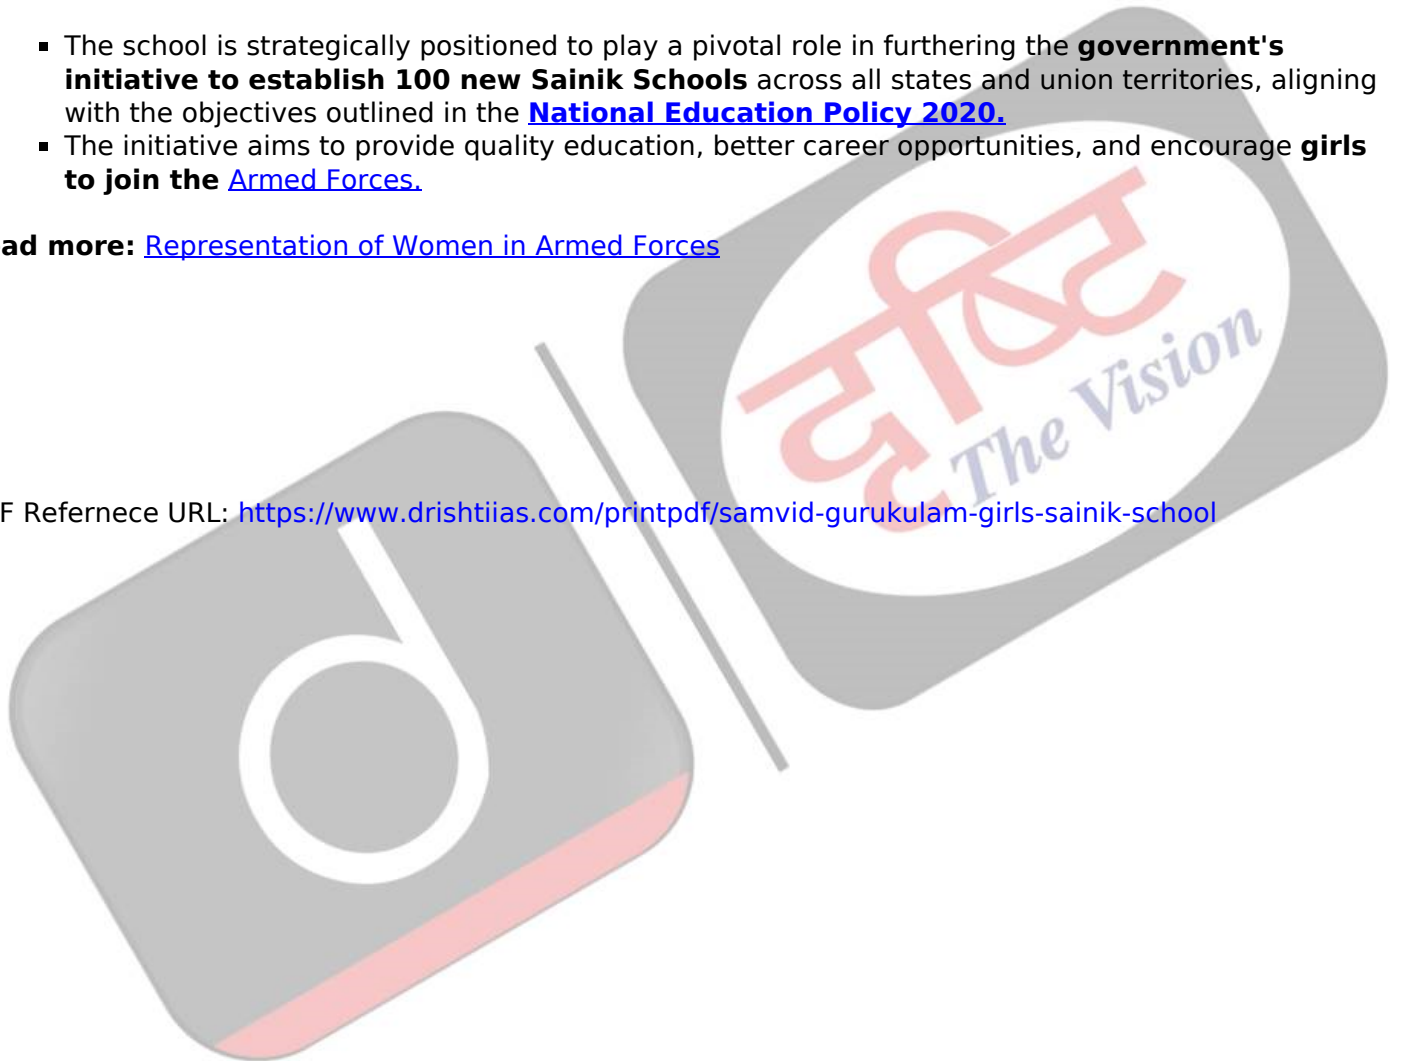 ▪ The school is strategically positioned to play a pivotal role in furthering the government's
initiative to establish 100 new Sainik Schools across all states and union territories, aligning
with the objectives outlined in the National Education Policy 2020.
▪ The initiative aims to provide quality education, better career opportunities, and encourage girls
to join the Armed Forces.
ad more: Representation of Women in Armed Forces
दृष्टि
The Vision
F Refernece URL: https://www.drishtiias.com/printpdf/samvid-gurukulam-girls-sainik-school
d